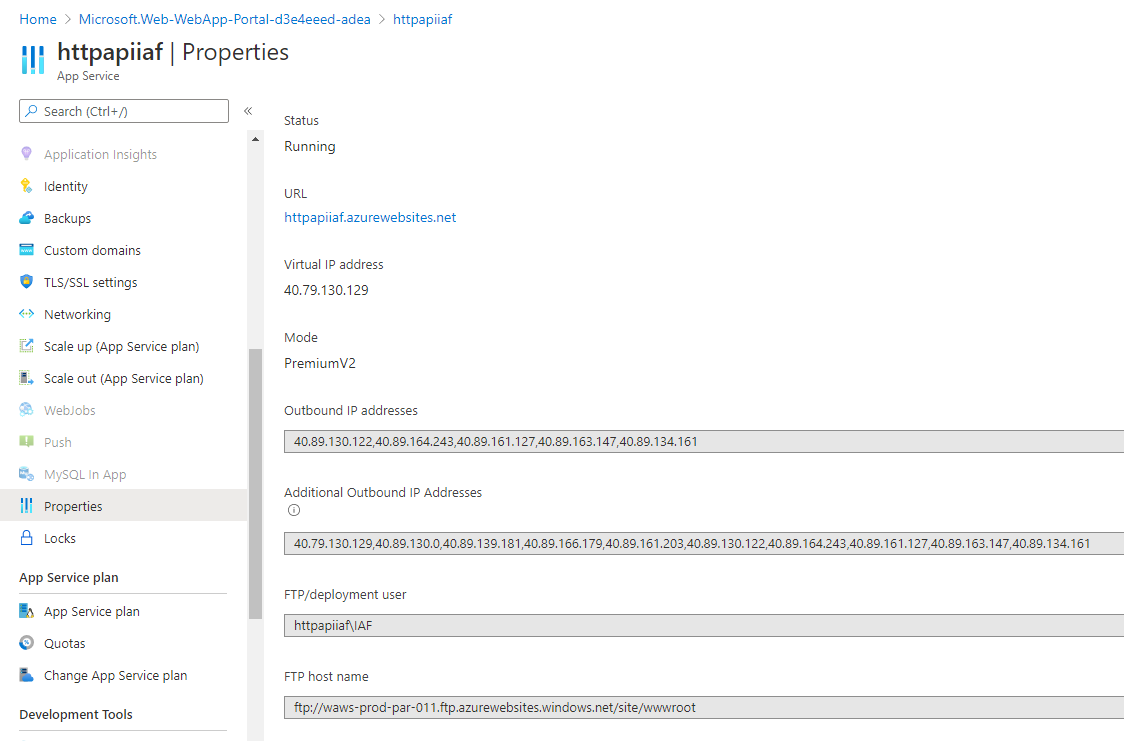 Home > Microsoft.Web-WebApp-Portal-d3e4eeed-adea > httpapiiaf
httpapiiaf | Properties
App Service
Search (Ctrl+/)
«
Application Insights
Identity
Backups
Custom domains
TLS/SSL settings
Networking
Scale up (App Service plan)
Scale out (App Service plan)
WebJobs
Push
MySQL In App
Properties
Locks
App Service plan
App Service plan
Quotas
Change App Service plan
Development Tools
Status
Running
URL
httpapiiaf.azurewebsites.net
Virtual IP address
40.79.130.129
Mode
PremiumV2
Outbound IP addresses
40.89.130.122,40.89.164.243,40.89.161.127,40.89.163.147,40.89.134.161
Additional Outbound IP Addresses
40.79.130.129,40.89.130.0,40.89.139.181,40.89.166.179,40.89.161.203,40.89.130.122,40.89.164.243,40.89.161.127,40.89.163.147,40.89.134.161
FTP/deployment user
httpapiiaf\IAF
FTP host name
ftp://waws-prod-par-011.ftp.azurewebsites.windows.net/site/wwwroot